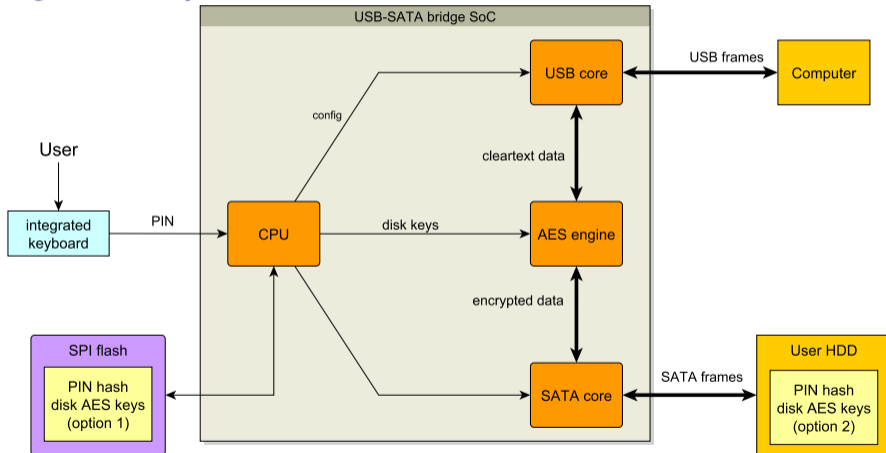 USB-SATA bridge SoC
USB core
USB frames
Computer
config
cleartext data
User
integrated
keyboard
PIN
CPU
disk keys
AES engine
encrypted data
SPI flash
PIN hash
disk AES keys
(option 1)
SATA core
SATA frames
User HDD
PIN hash
disk AES keys
(option 2)